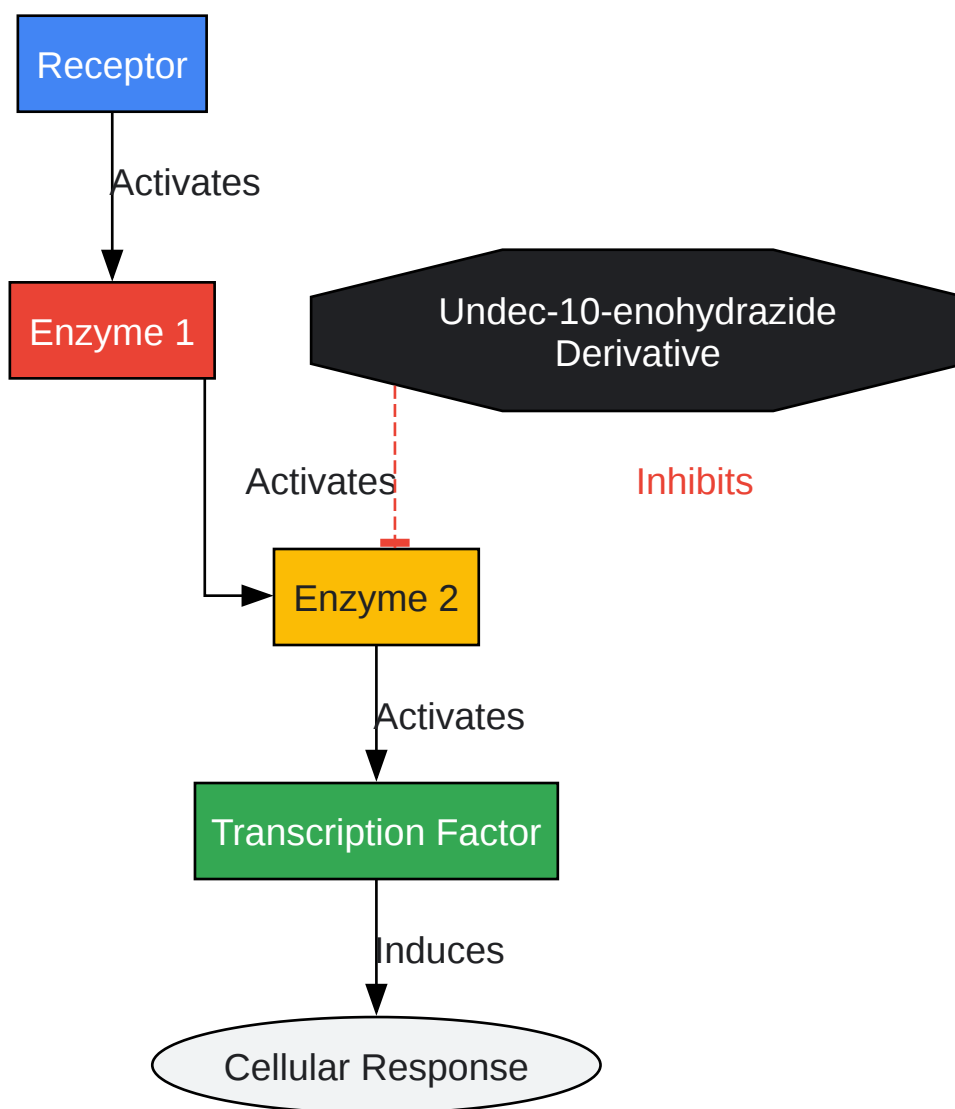 Receptor
Activates
Undec-10-enohydrazide
Derivative
Enzyme 1
Activates
Inhibits
Enzyme 2
Activates
Transcription Factor
Induces
Cellular Response